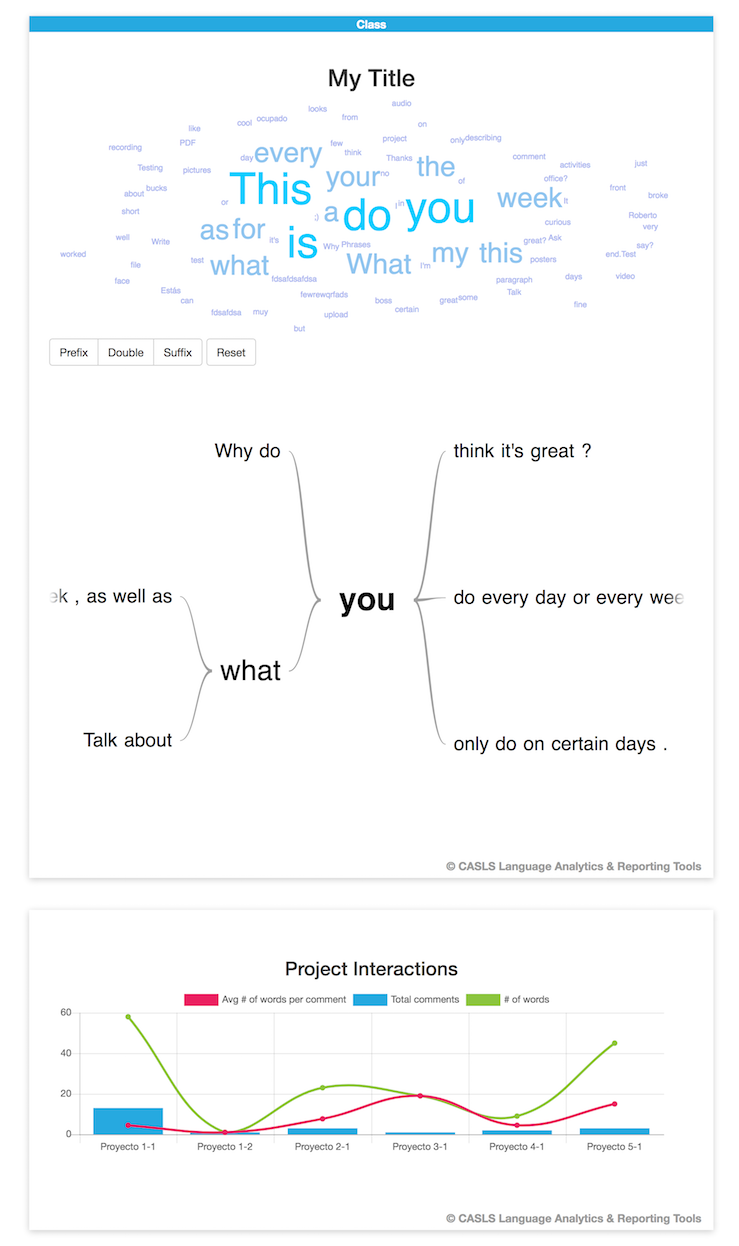 Class
My Title
looks audio
like cool ocupado from on
recording PDF few project only describing
day every think Thanks the comment activities just
Testing pictures This your no of office? front
about bucks or a do you week It broke
short ;) in curious Roberto
very
well Write as for it's is Why Phrases my this great? Ask say?
worked file test what What I'm posters end.Test
face fdsafdsafdsa paragraph days video
Estás can fewrewqrfads boss great some Talk
fdsafdsa muy upload certain fine
but
Prefix Double Suffix Reset
Why do think it's great ?
ek , as well as you do every day or every wee
what
Talk about only do on certain days .
© CASLS Language Analytics & Reporting Tools
Project Interactions
Avg # of words per comment Total comments # of words
60
40
20
0
Proyecto 1-1 Proyecto 1-2 Proyecto 2-1 Proyecto 3-1 Proyecto 4-1 Proyecto 5-1
© CASLS Language Analytics & Reporting Tools